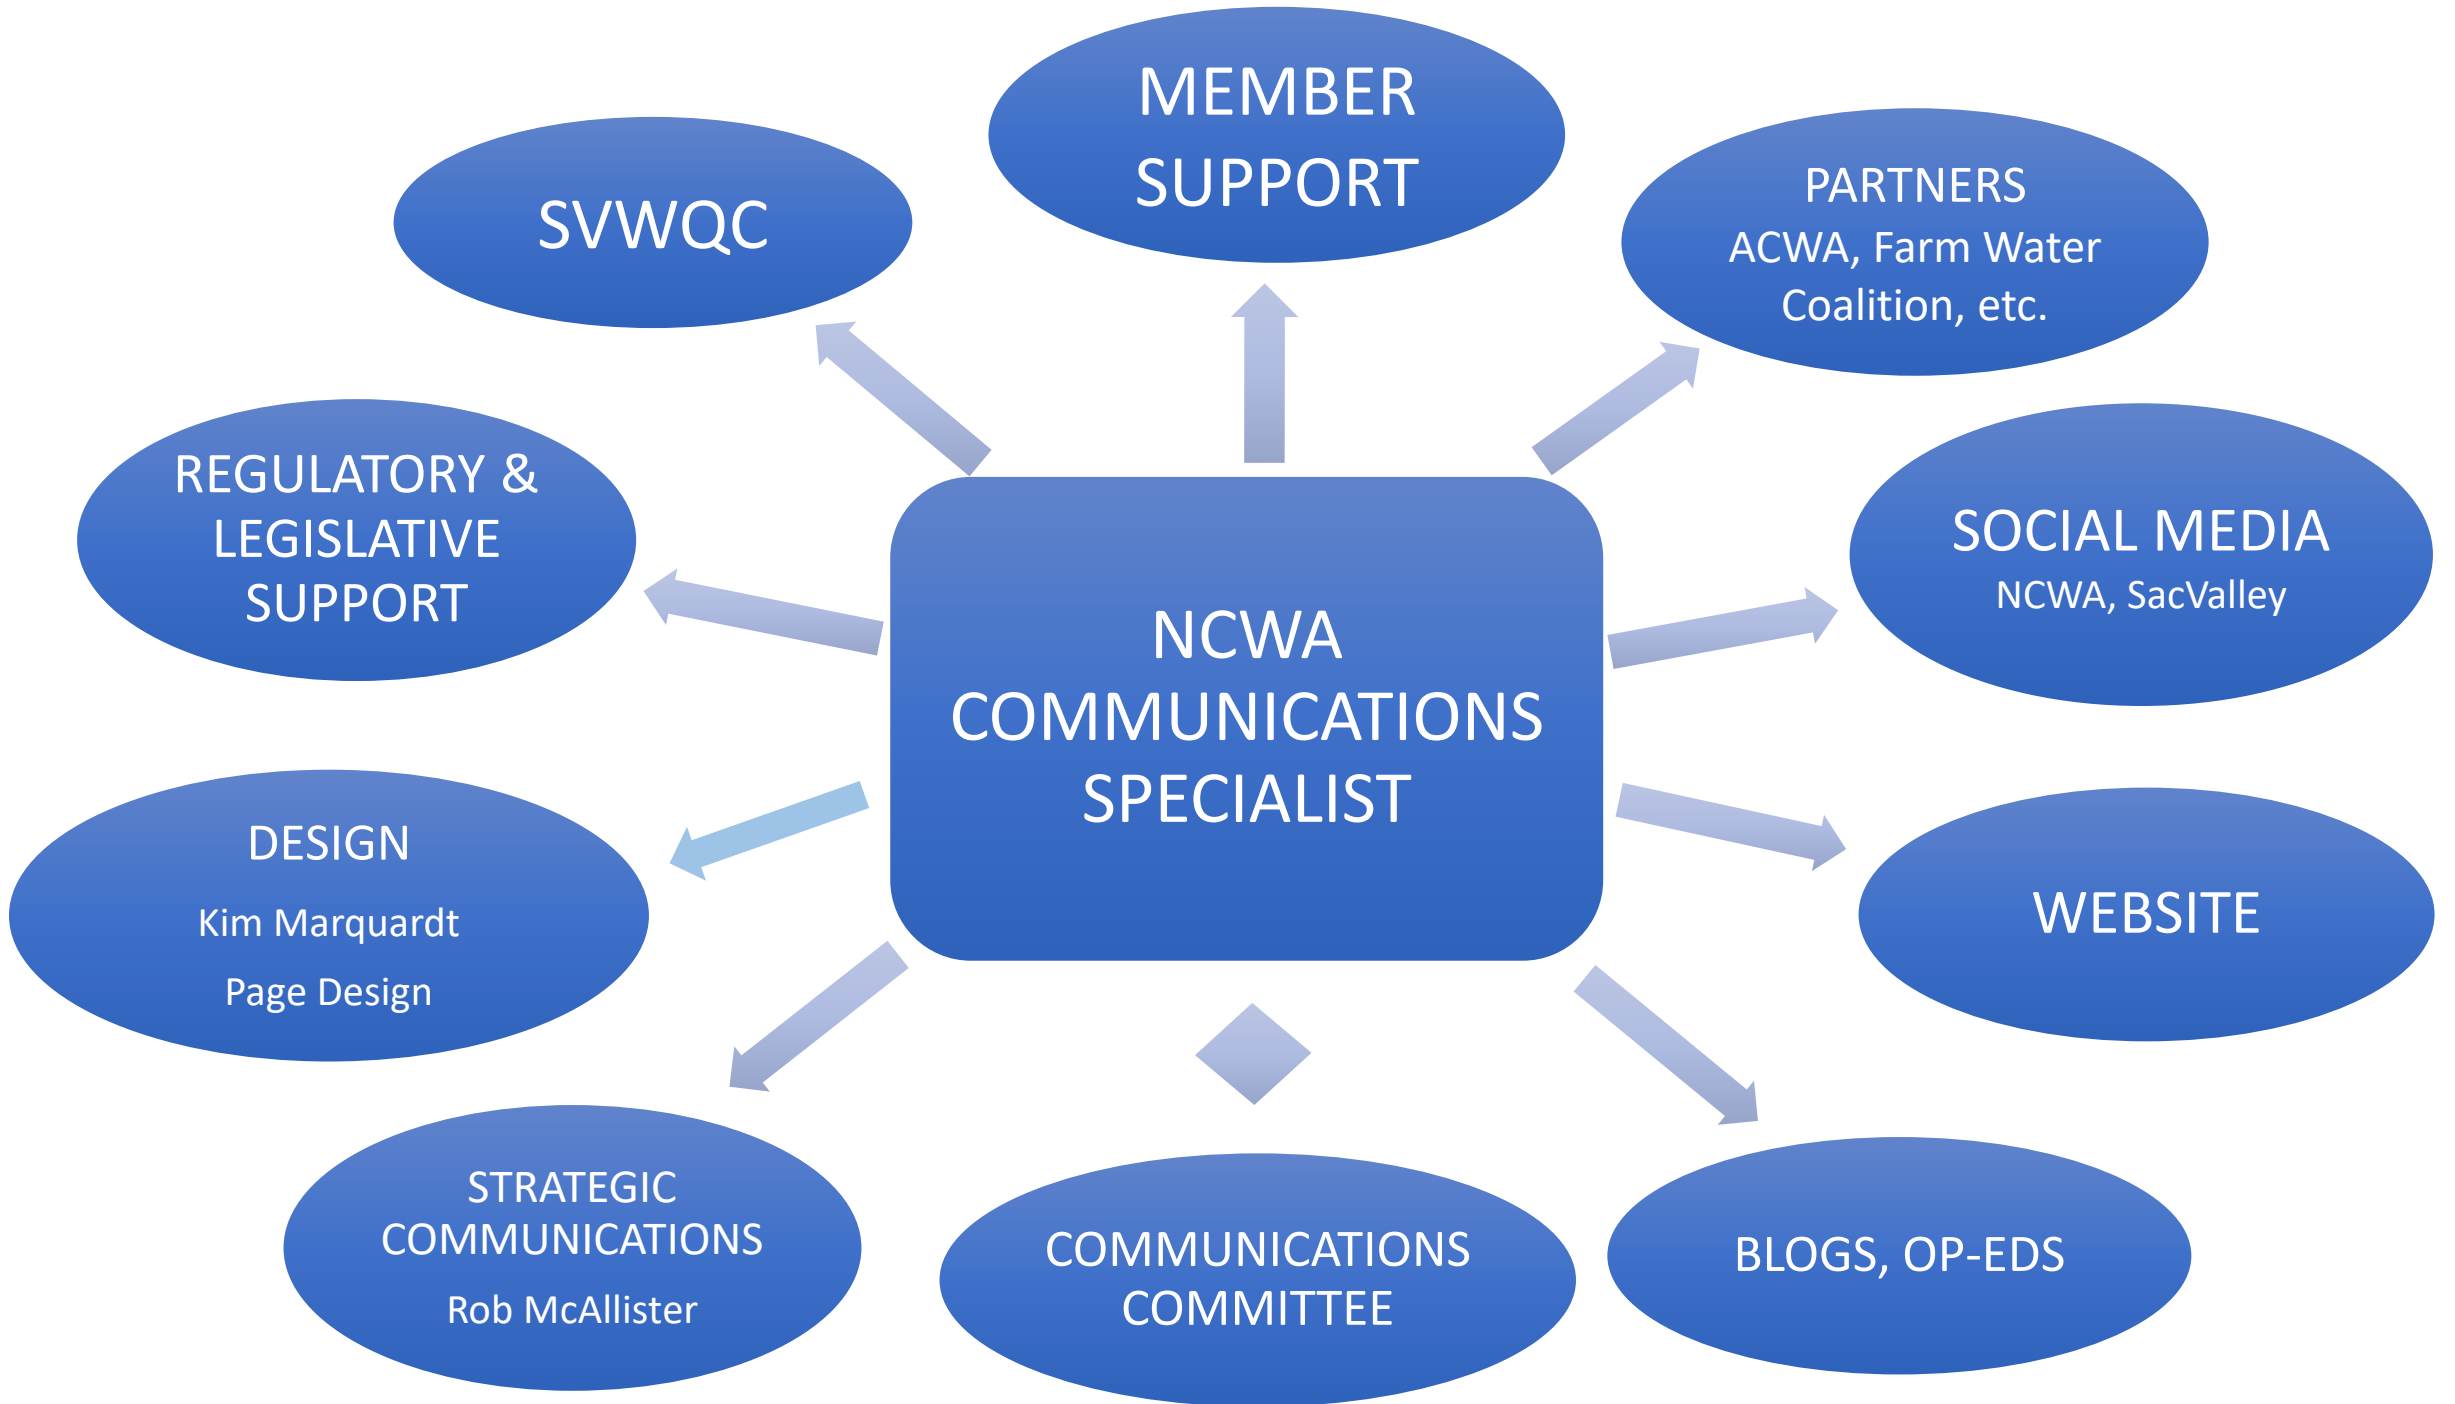 MEMBER
SUPPORT
SVWQC
PARTNERS
ACWA, Farm Water
Coalition, etc.
REGULATORY &
LEGISLATIVE
SUPPORT
SOCIAL MEDIA
NCWA, SacValley
NCWA
COMMUNICATIONS
SPECIALIST
DESIGN
Kim Marquardt
Page Design
WEBSITE
STRATEGIC
COMMUNICATIONS
Rob McAllister
COMMUNICATIONS
COMMITTEE
BLOGS, OP-EDS